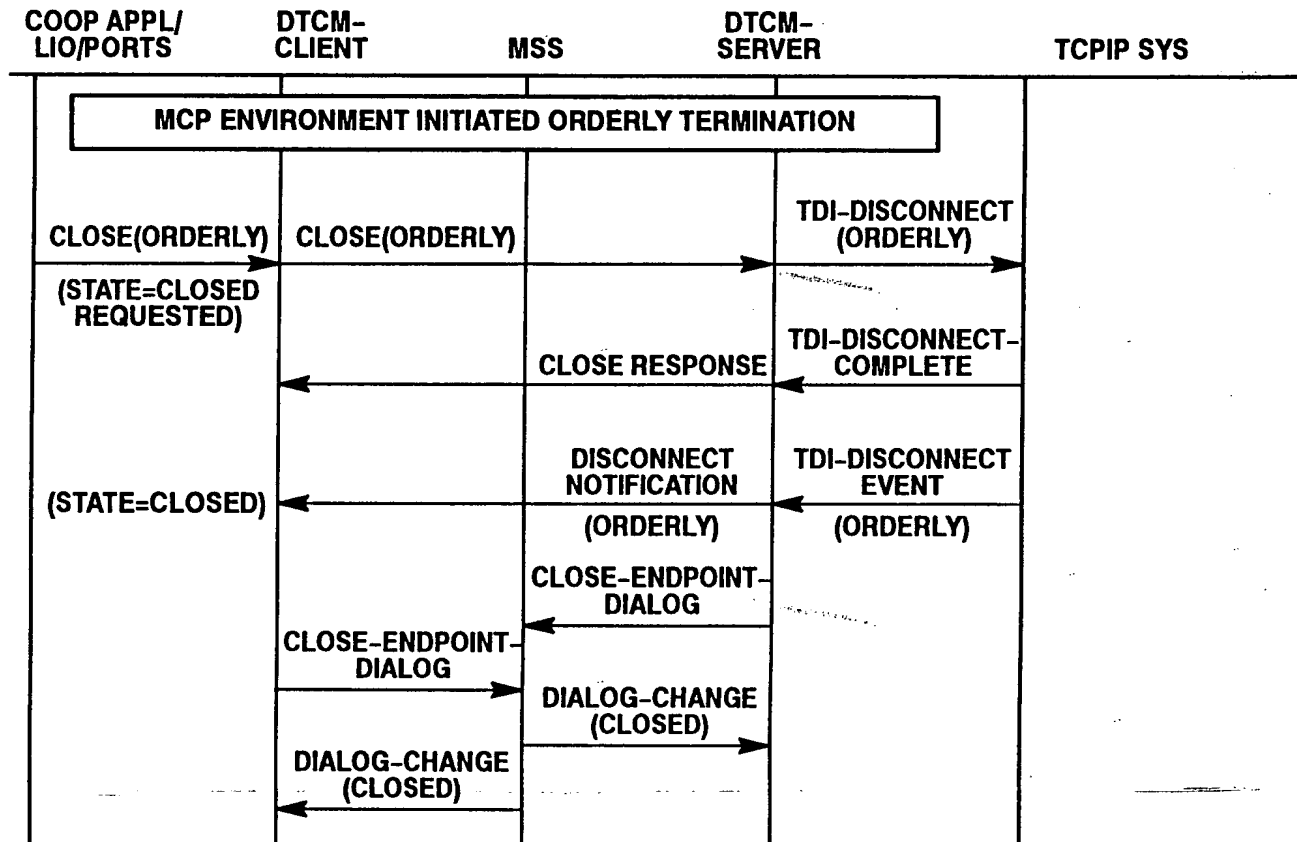 COOP APPL/
LIO/PORTS
DTCM-
CLIENT
MSS
DTCM-
SERVER
TCPIP SYS
MCP ENVIRONMENT INITIATED ORDERLY TERMINATION
CLOSE(ORDERLY)
CLOSE(ORDERLY)
TDI-DISCONNECT
(ORDERLY)
(STATE=CLOSED
REQUESTED)
CLOSE RESPONSE
TDI-DISCONNECT-
COMPLETE
(STATE=CLOSED)
DISCONNECT
NOTIFICATION
(ORDERLY)
TDI-DISCONNECT
EVENT
(ORDERLY)
CLOSE-ENDPOINT-
DIALOG
CLOSE-ENDPOINT-
DIALOG
DIALOG-CHANGE
(CLOSED)
DIALOG-CHANGE
(CLOSED)